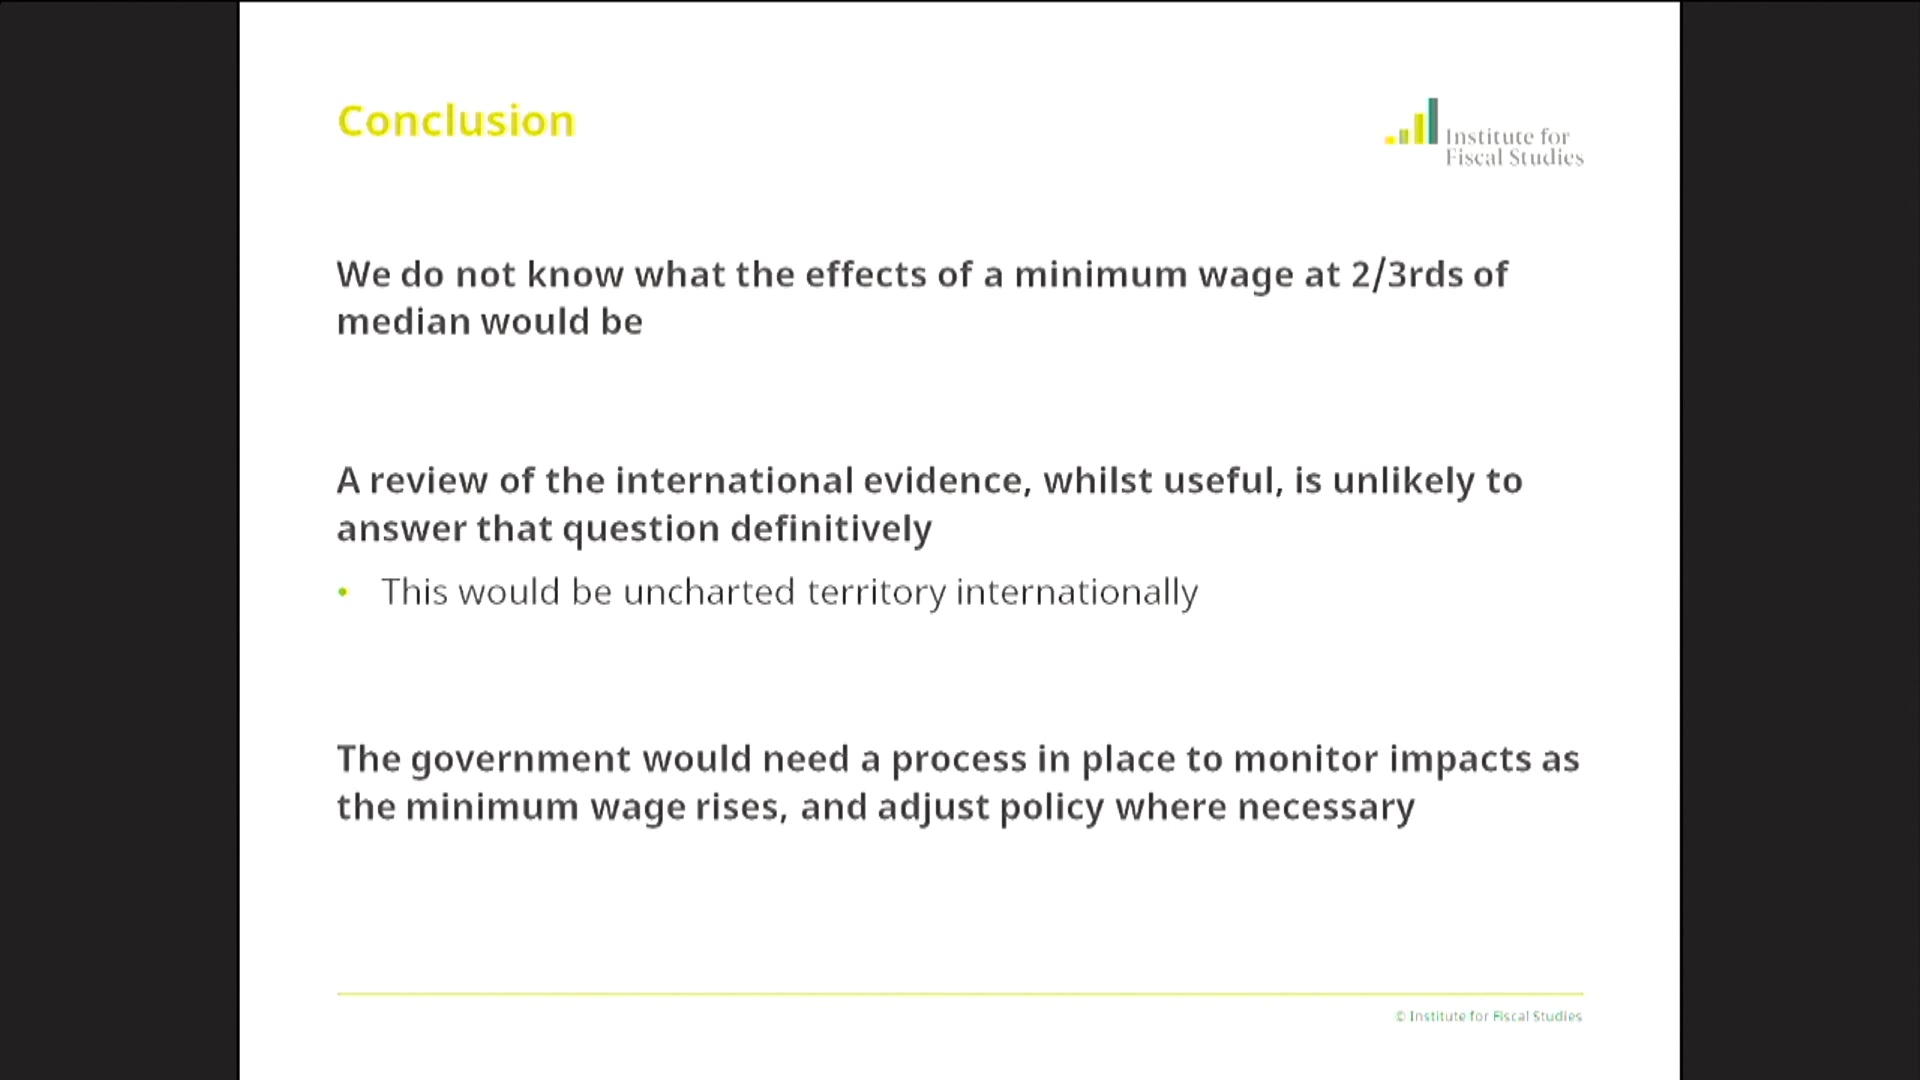 Conclusion
Institute for
Fiscal Studies
We do not know what the effects of a minimum wage at 2/3rds of
median would be
A review of the international evidence, whilst useful, is unlikely to
answer that question definitively
• This would be uncharted territory internationally
The government would need a process in place to monitor impacts as
the minimum wage rises, and adjust policy where necessary
© Institute for Fiscal Studies